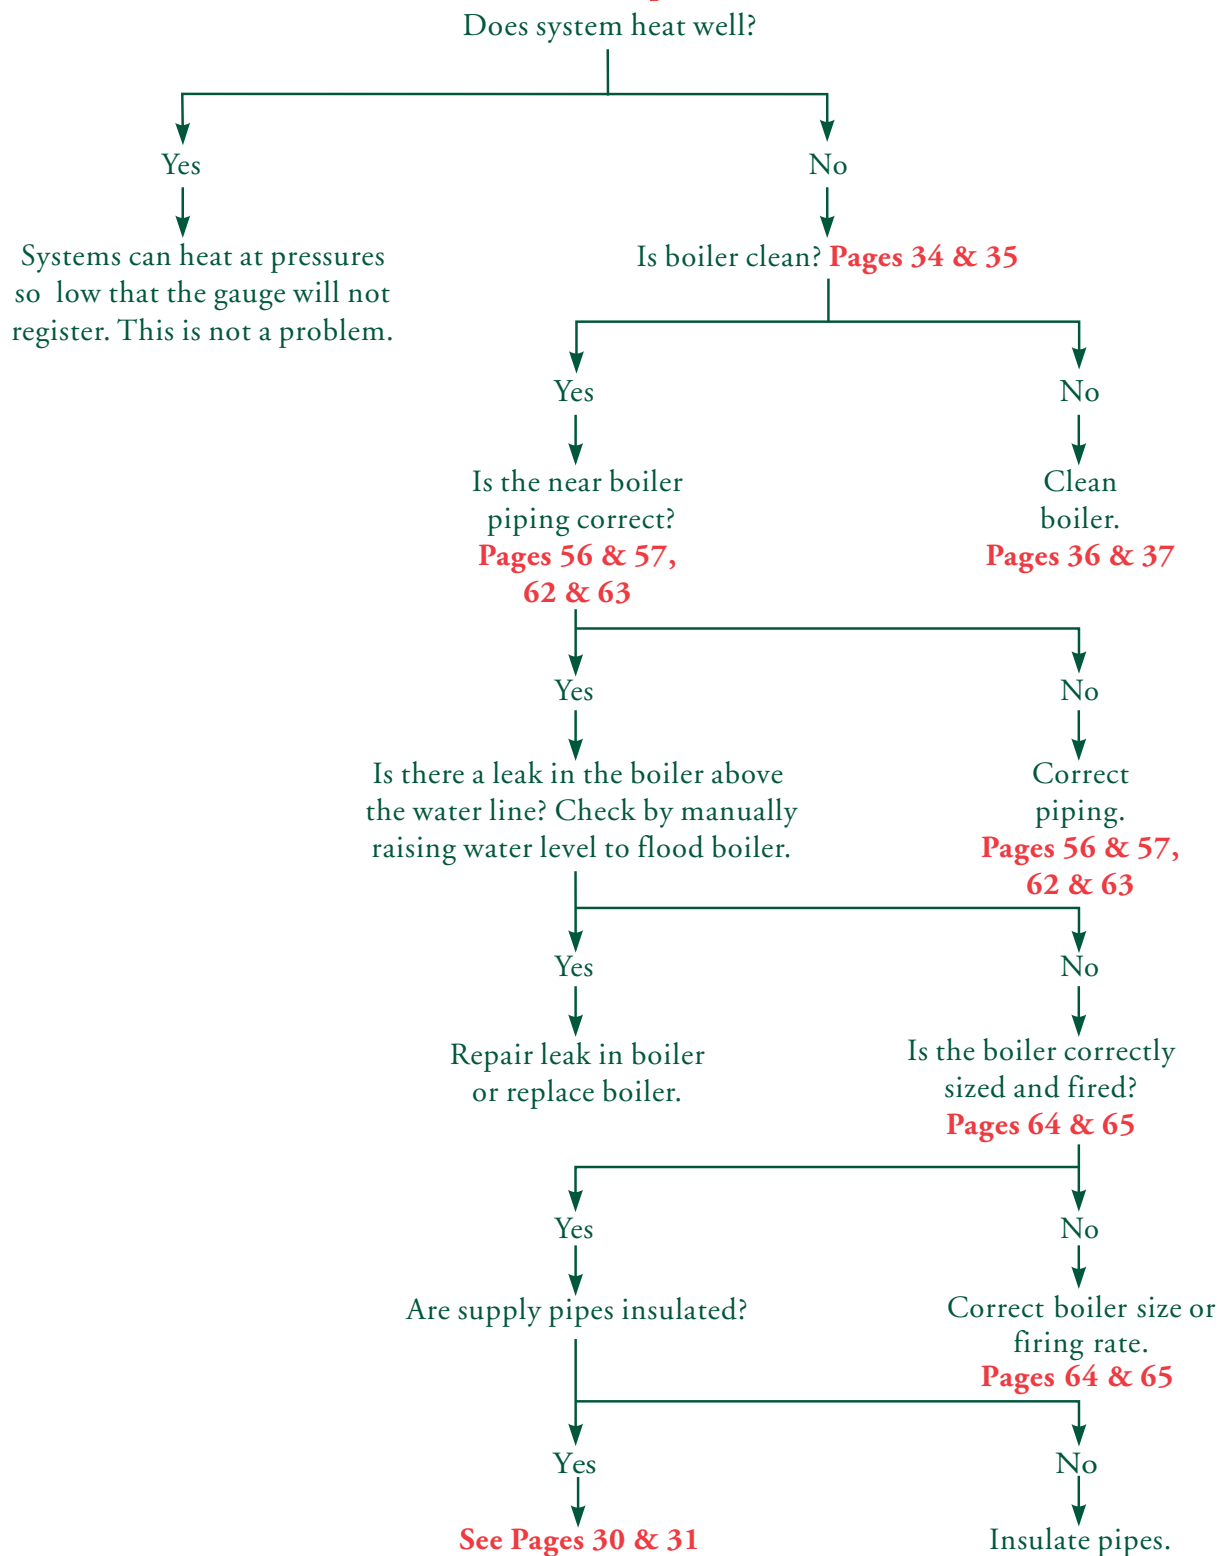 Does system heat well?
Yes
No
Systems can heat at pressures
so low that the gauge will not
register. This is not a problem.
Is boiler clean? Pages 34 & 35
Yes
No
Is the near boiler
piping correct?
Pages 56 & 57,
62 & 63
Clean
boiler.
Pages 36 & 37
Yes
No
Is there a leak in the boiler above
the water line? Check by manually
raising water level to flood boiler.
Correct
piping.
Pages 56 & 57,
62 & 63
Yes
No
Repair leak in boiler
or replace boiler.
Is the boiler correctly
sized and fired?
Pages 64 & 65
Yes
No
Are supply pipes insulated?
Correct boiler size or
firing rate.
Pages 64 & 65
Yes
No
See Pages 30 & 31
Insulate pipes.